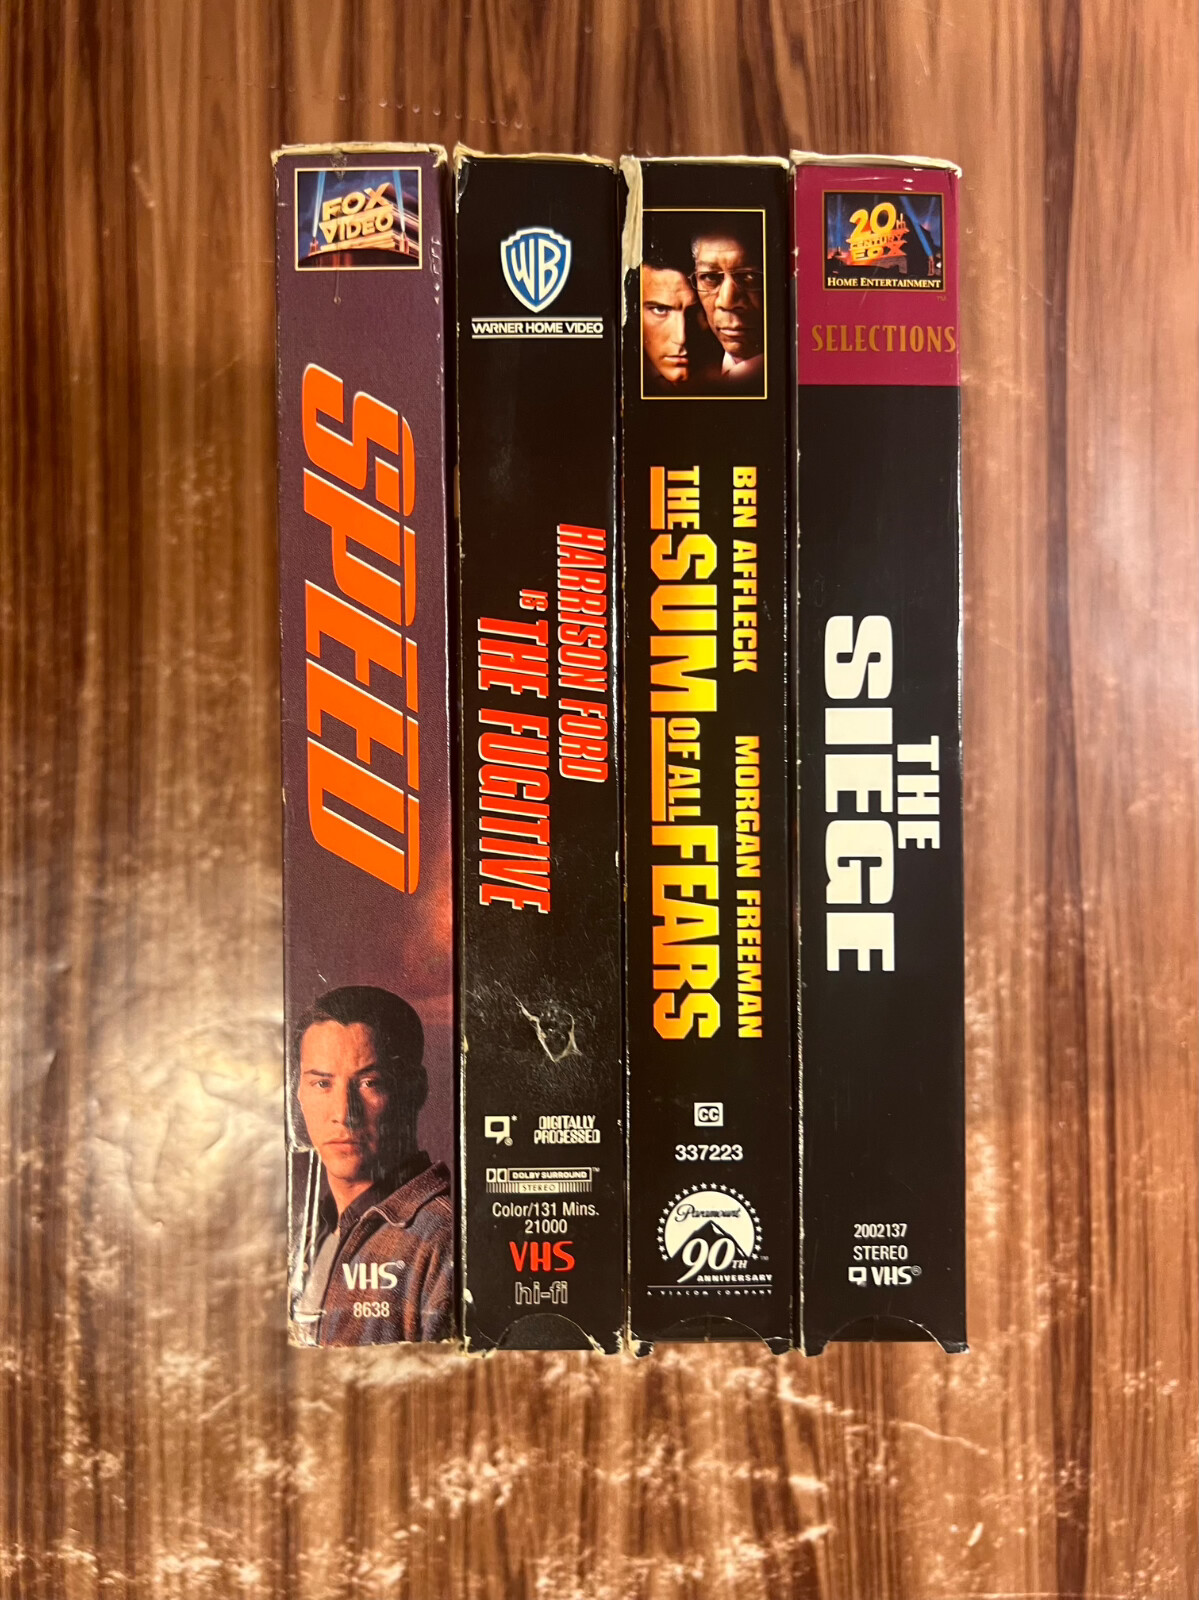 FOX
VIDEO
SPEED
VHS®
8638
WB
WARNER HOME VIDEO
HARRISON FORD
IS THE FUGITIVE
DIGITALLY
PROCESSED
DOLBY SURROUND™
STEREO
Color/131 Mins.
21000
VHS
hi-fi
BEN AFFLECK MORGAN FREEMAN
THE SUM OF ALL FEARS
CC
337223
Paramount
90TH
ANNIVERSARY
A VIACOM COMPANY
20th
CENTURY
FOX
HOME ENTERTAINMENT
TM
SELECTIONS
THE
SIEGE
2002137
STEREO
VHS®